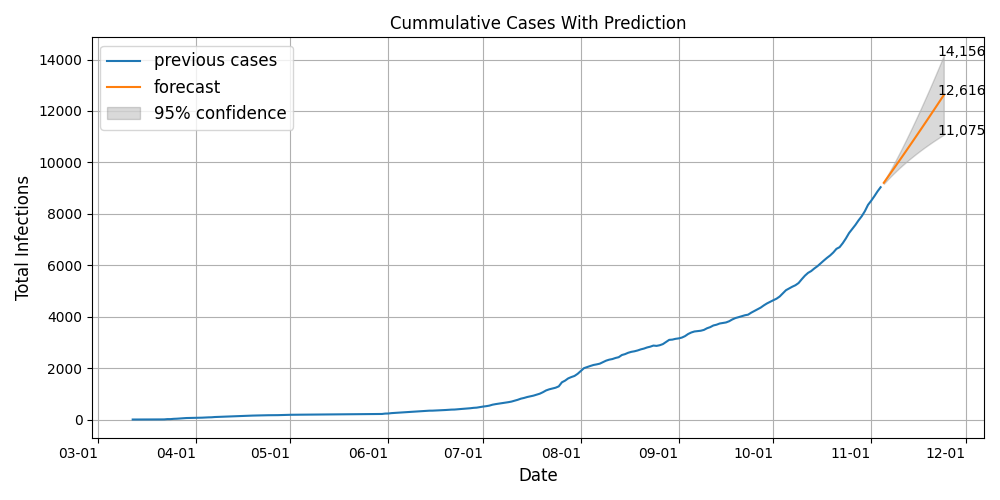 Cummulative Cases With Prediction
previous cases
forecast
95% confidence
14,156
12,616
11,075
Total Infections
14000
12000
10000
8000
6000
4000
2000
0
03-01 04-01 05-01 06-01 07-01 08-01 09-01 10-01 11-01 12-01
Date